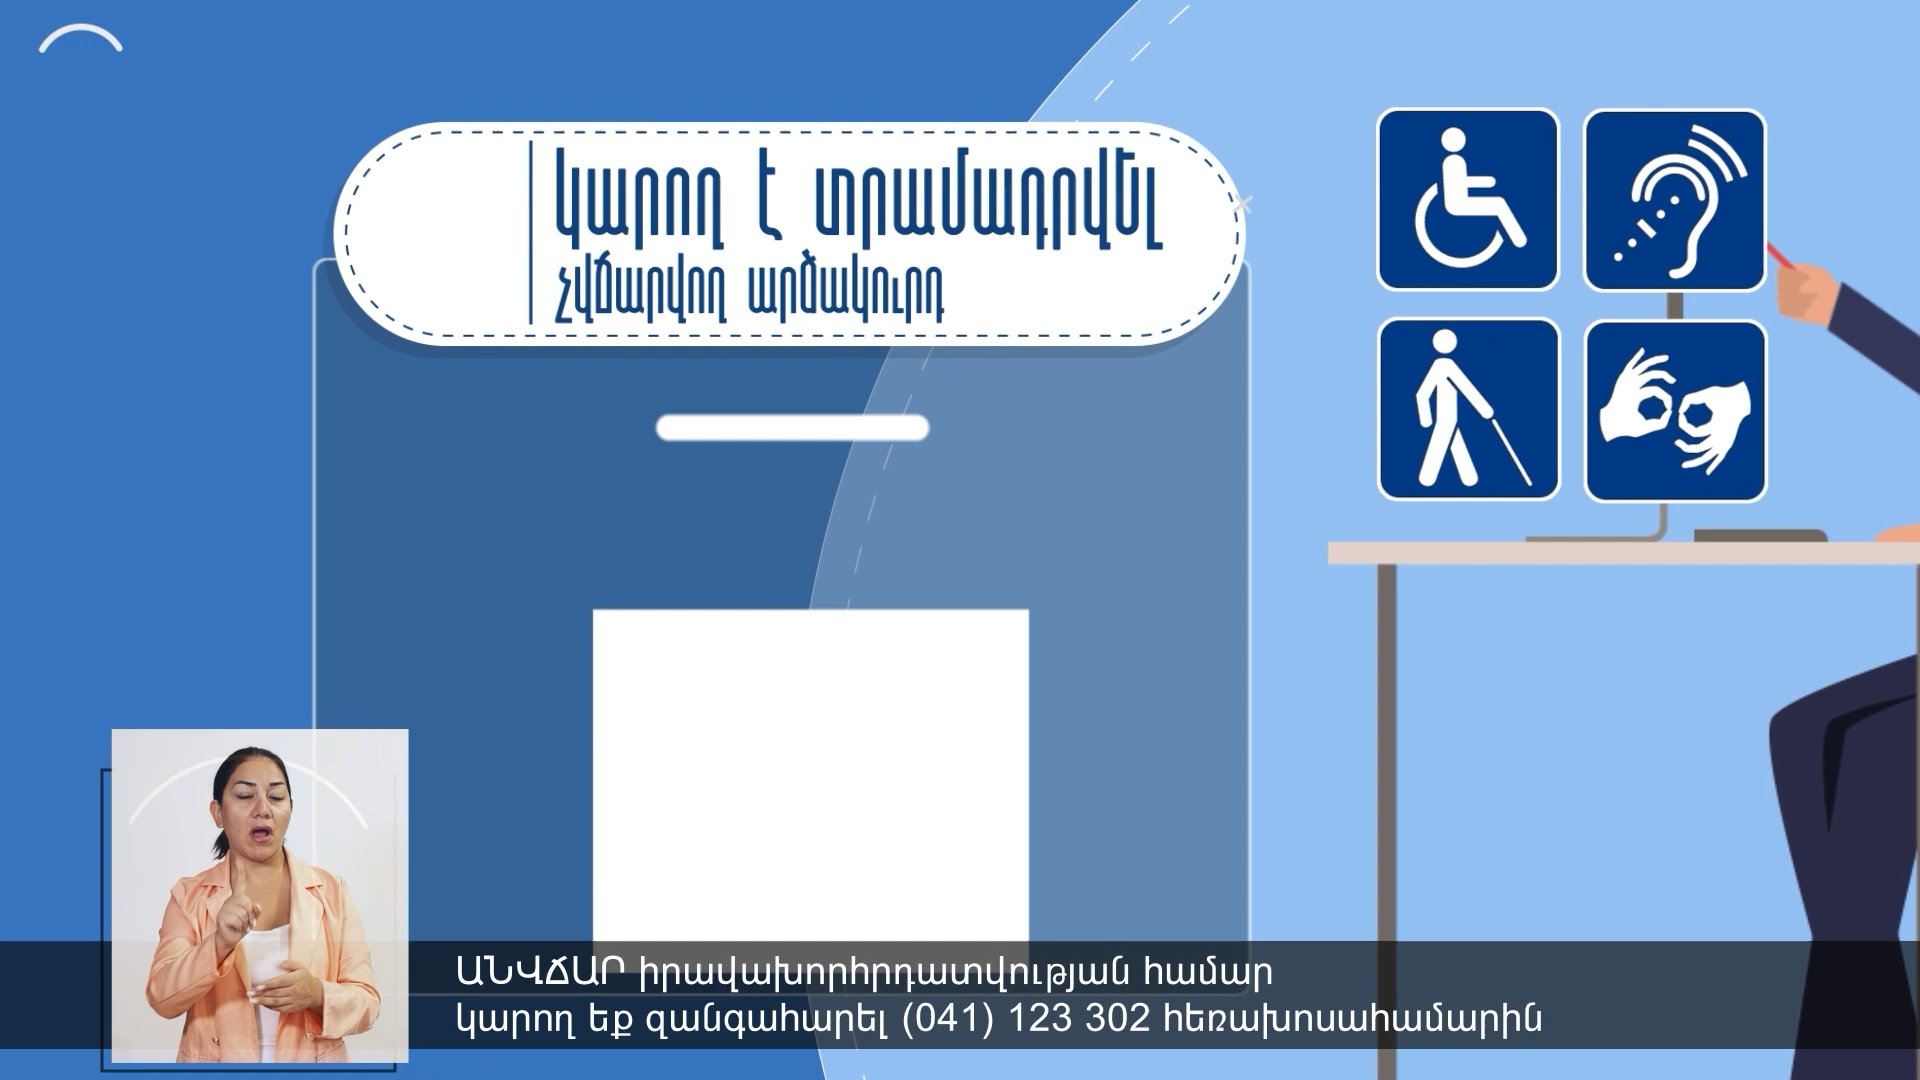 կարող է տրամադրվել
չվճարվող արձակուրդ
ԱՆՎՃԱՐ իրավախորհրդատվության համար
կարող եք զանգահարել (041) 123 302 հեռախոսահամարին